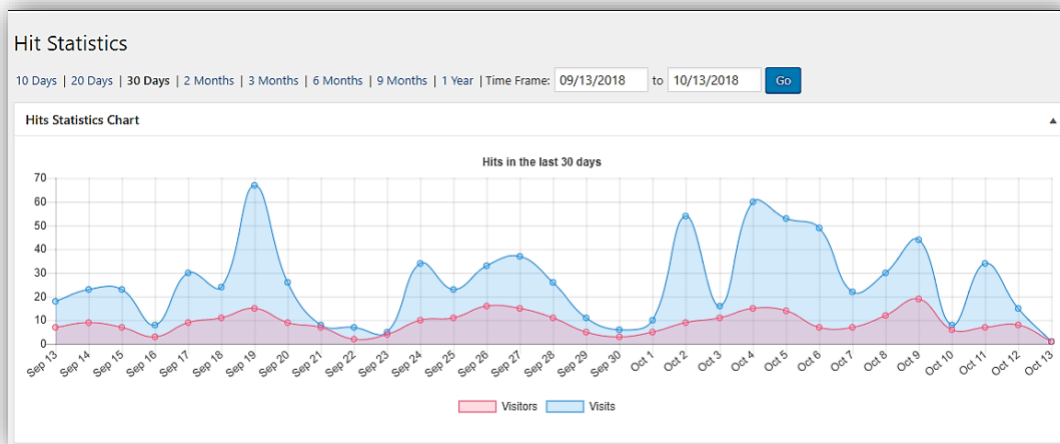 Hit Statistics
10 Days | 20 Days | 30 Days | 2 Months | 3 Months | 6 Months | 9 Months | 1 Year | Time Frame: 09/13/2018 to 10/13/2018 Go
Hits Statistics Chart
Hits in the last 30 days
70
60
50
40
30
20
10
0
Sep 13 Sep 14 Sep 15 Sep 16 Sep 17 Sep 18 Sep 19 Sep 20 Sep 21 Sep 22 Sep 23 Sep 24 Sep 25 Sep 26 Sep 27 Sep 28 Sep 29 Sep 30 Oct 1 Oct 2 Oct 3 Oct 4 Oct 5 Oct 6 Oct 7 Oct 8 Oct 9 Oct 10 Oct 11 Oct 12 Oct 13
Visitors Visits